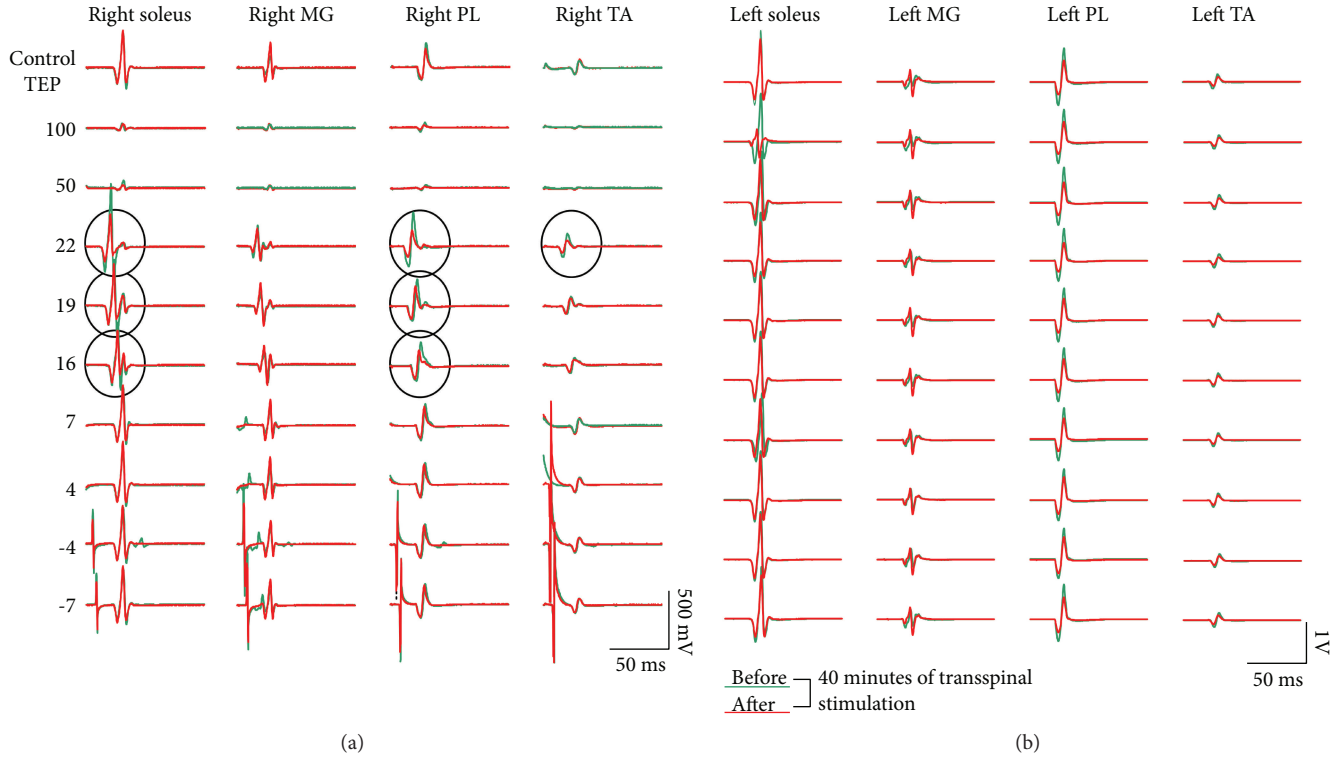 Right soleus Right MG Right PL Right TA
Left soleus Left MG Left PL Left TA
Control
TEP
100
50
22
19
16
7
4
-4
-7
500 mV
50 ms
1V
50 ms
Before
After
40 minutes of transspinal
stimulation
(a)
(b)